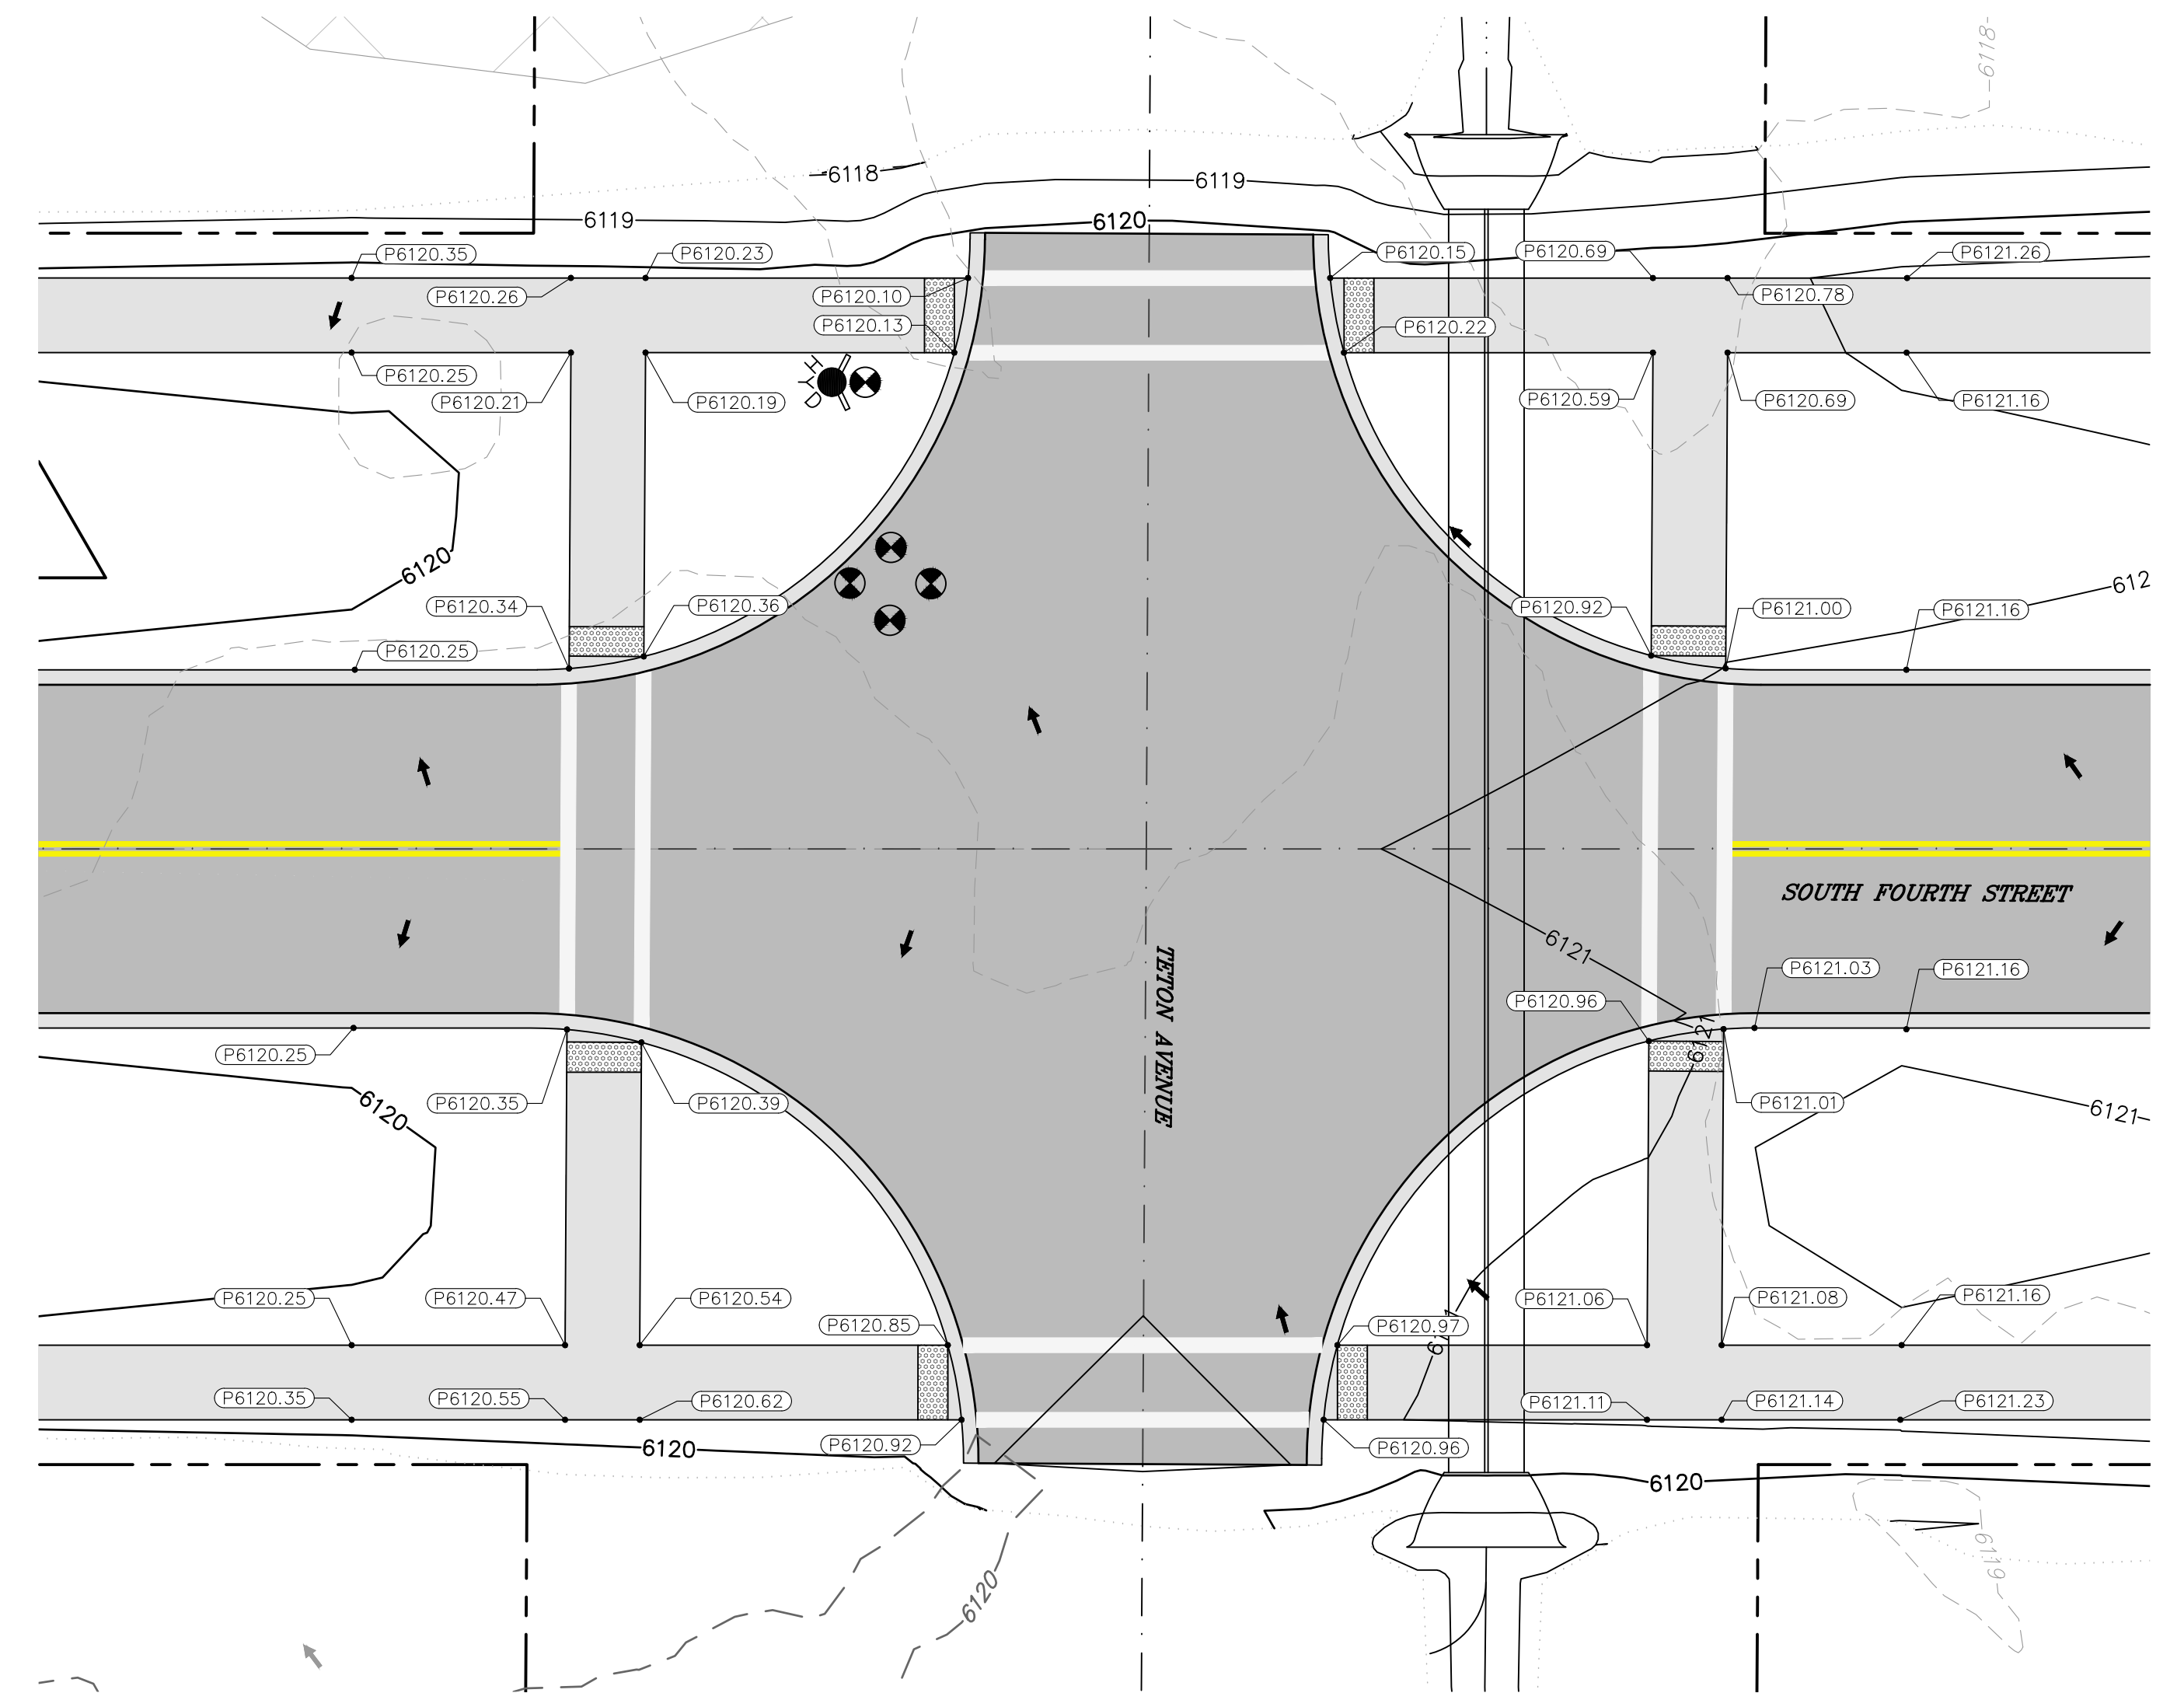 6118
6118
6119
6119
6120
P6120.35
P6120.23
P6120.15
P6120.69
P6121.26
P6120.26
P6120.10
P6120.78
P6120.13
P6120.22
HYD
P6120.25
P6120.21
P6120.19
P6120.59
P6120.69
P6121.16
6120
612
P6120.34
P6120.36
P6120.92
P6121.00
P6121.16
P6120.25
SOUTH FOURTH STREET
6121
TETON AVENUE
P6121.03
P6121.16
P6120.96
6121
P6120.25
6120
P6120.35
P6120.39
P6121.01
6121
P6120.25
P6120.47
P6120.54
P6120.85
P6120.97
P6121.06
P6121.08
P6121.16
P6120.35
P6120.55
P6120.62
P6121.11
P6121.14
P6121.23
P6120.92
P6120.96
6120
6120
6120
6119